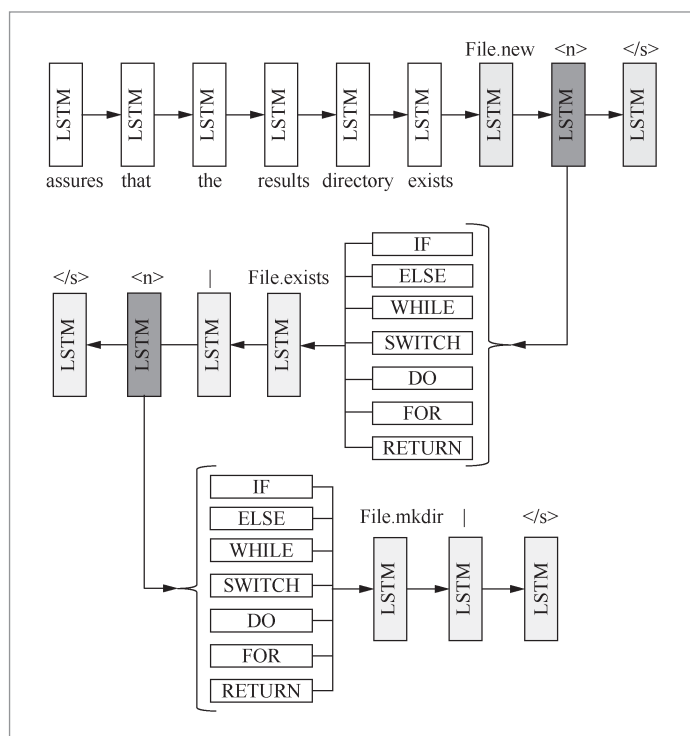 File.new <n> </s>
LSTM LSTM LSTM LSTM LSTM LSTM LSTM LSTM LSTM
assures that the results directory exists
</s> <n> | File.exists
LSTM LSTM LSTM LSTM
IF
ELSE
WHILE
SWITCH
DO
FOR
RETURN
IF
ELSE
WHILE
SWITCH
DO
FOR
RETURN
File.mkdir | </s>
LSTM LSTM LSTM